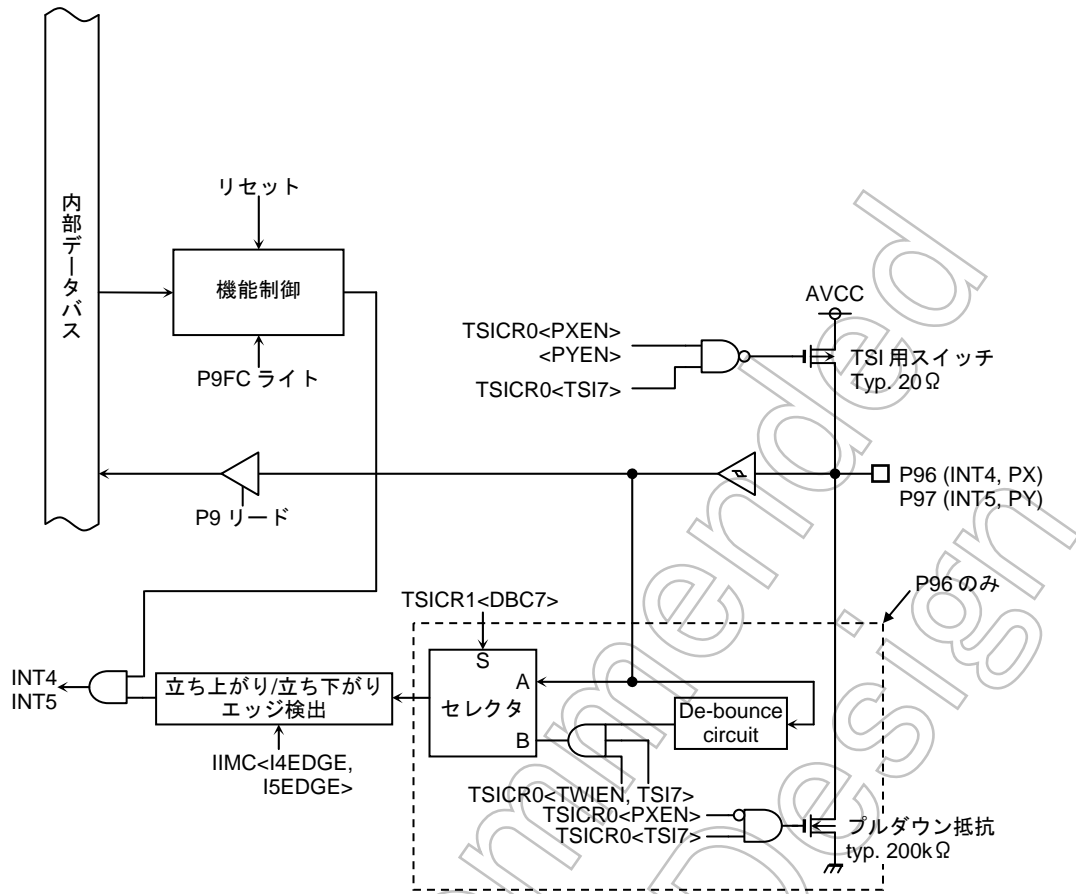 内部データバス
リセット
機能制御
P9FC ライト
AVCC
TSICR0<PXEN>
<PYEN>
TSICR0<TSI7>
TSI 用スイッチ
Typ. 20Ω
P9 リード
P96 (INT4, PX)
P97 (INT5, PY)
P96 のみ
TSICR1<DBC7>
INT4
INT5
立ち上がり/立ち下がり
エッジ検出
IIMC<I4EDGE,
I5EDGE>
S
A
セレクタ
B
De-bounce
circuit
TSICR0<TWIEN, TSI7>
TSICR0<PXEN>
TSICR0<TSI7>
プルダウン抵抗
typ. 200kΩ
mmended
Design